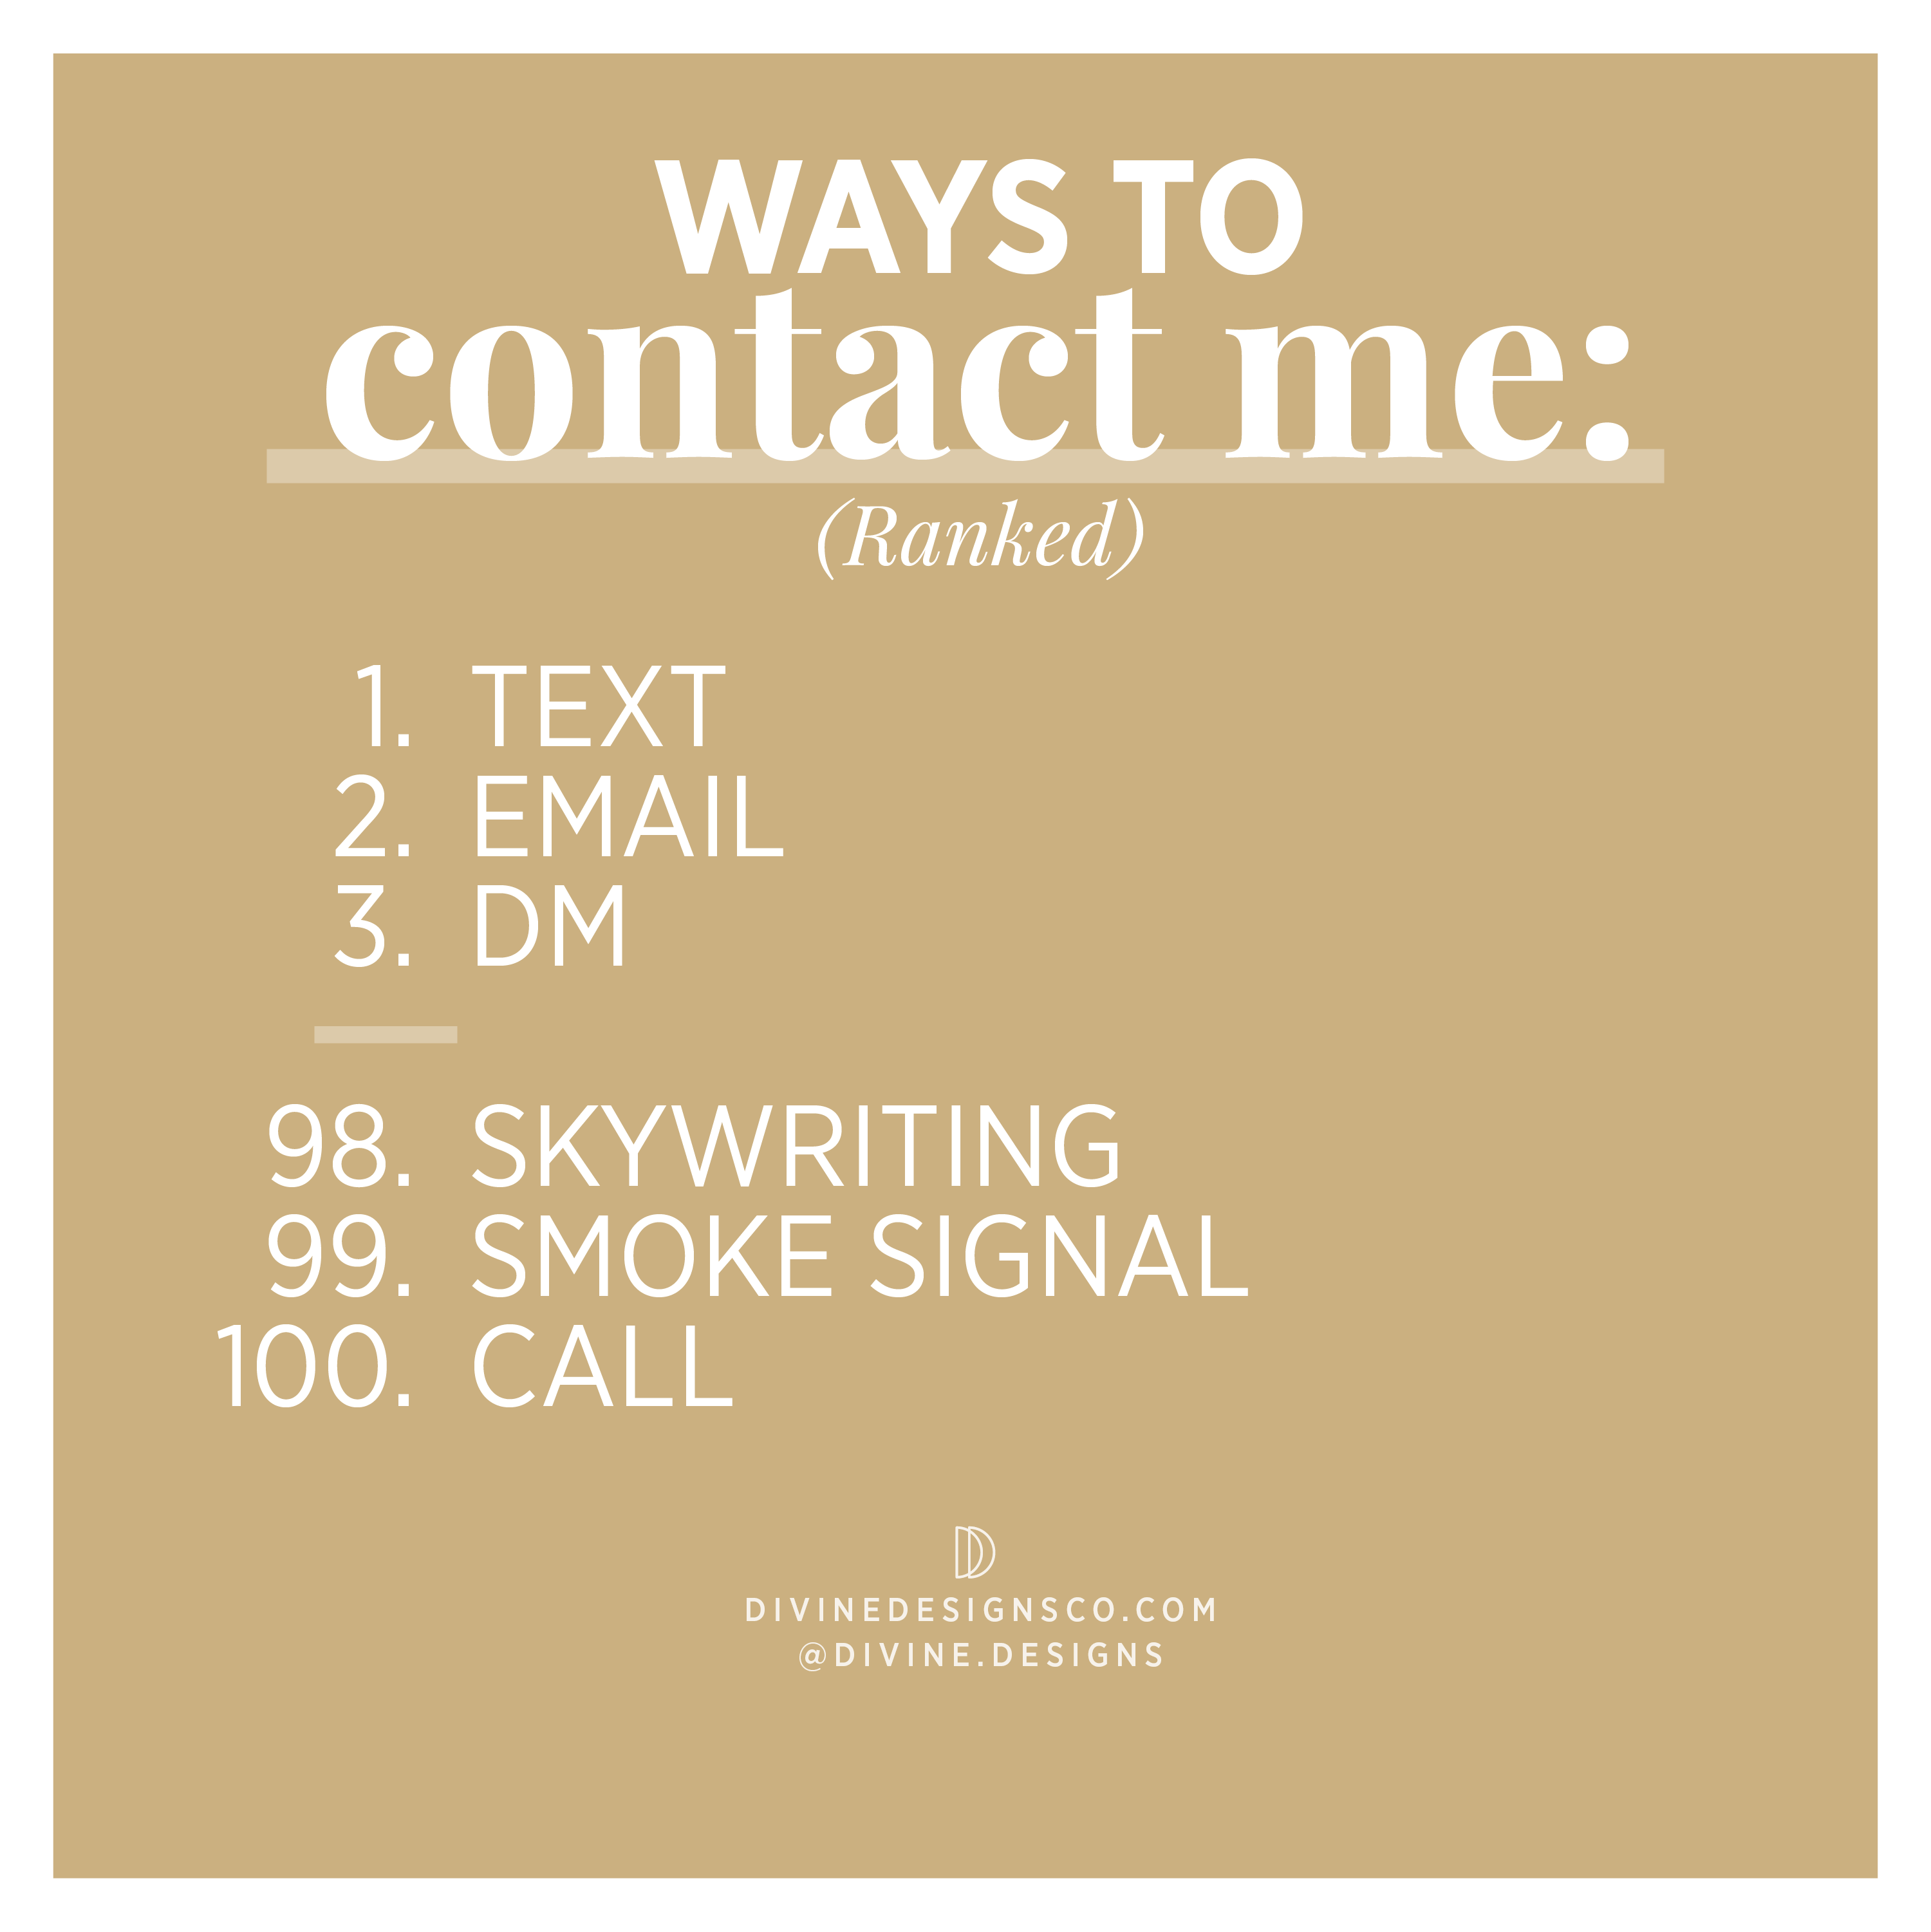 WAYS TO
contact me:
(Ranked)
1. TEXT
2. EMAIL
3. DM
98. SKYWRITING
99. SMOKE SIGNAL
100. CALL
DIVINEDESIGNSCO.COM
@DIVINE.DESIGNS